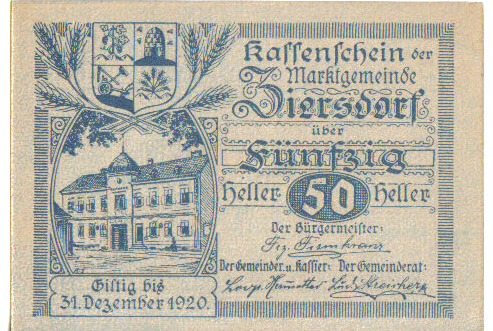 Kassenschein der
Marktgemeinde
Ziersdorf
über
Fünfzig
Heller 50 Heller
Der Bürgermeister:
Der Gemeinder. u. Kassier: Der Gemeinderat:
Giltig bis
31. Dezember 1920.